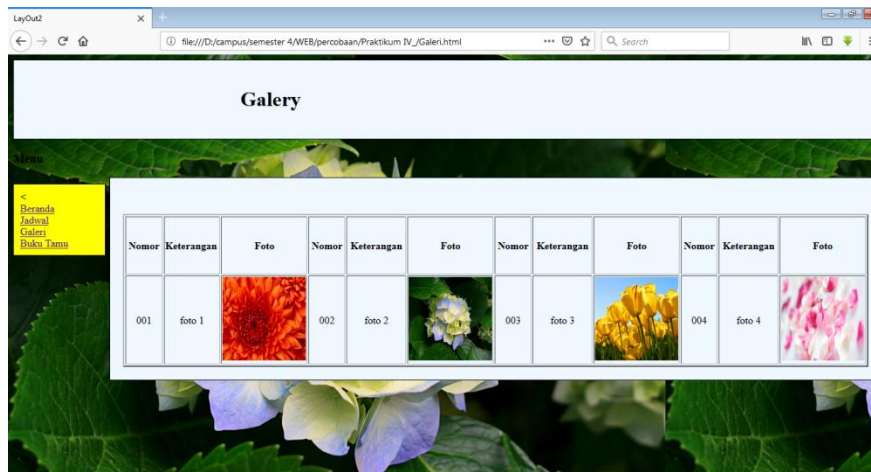 LayOut2
file:///D:/campus/semester 4/WEB/percobaan/Praktikum IV_/Galeri.html
Search
Galery
Menu
<
Beranda
Jadwal
Galeri
Buku Tamu
Nomor Keterangan Foto Nomor Keterangan Foto Nomor Keterangan Foto Nomor Keterangan Foto
001 foto 1 002 foto 2 003 foto 3 004 foto 4